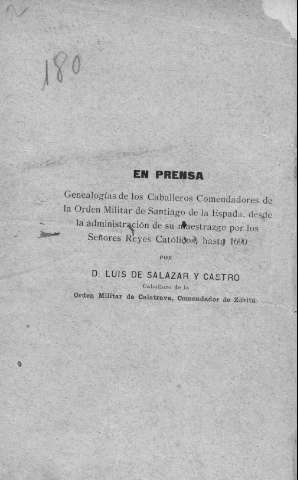 180
EN PRENSA
Genealogías de los Caballeros Comendadores de
la Orden Militar de Santiago de la Espada, desde
la administración de su maestrazgo por los
Señores Reyes Católicos, hasta 1690
POR
D. LUIS DE SALAZAR Y CASTRO
Caballero de la
Orden Militar de Calatrava, Comendador de Zorita